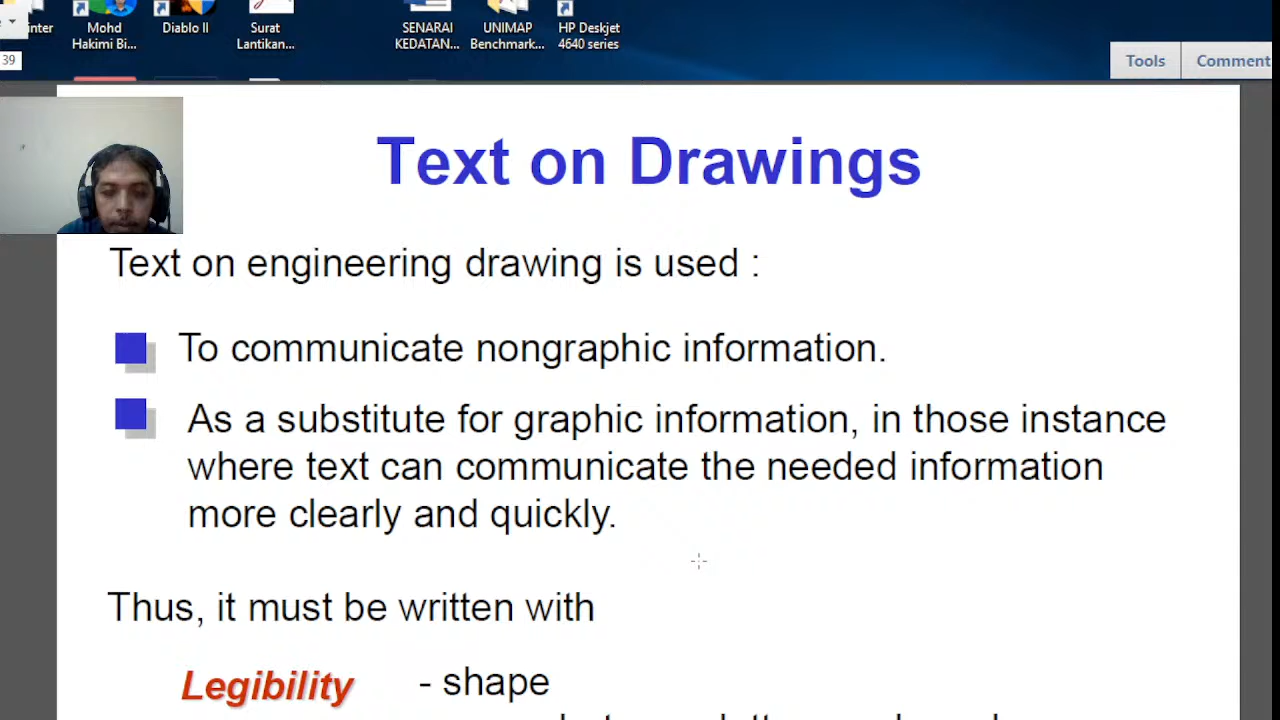 inter
Mohd
Hakimi Bi...
Diablo II
Surat
Lantikan...
SENARAI
KEDATAN...
UNIMAP
Benchmark...
HP Deskjet
4640 series
39
Tools
Comment
Text on Drawings
Text on engineering drawing is used :
To communicate nongraphic information.
As a substitute for graphic information, in those instance
where text can communicate the needed information
more clearly and quickly.
Thus, it must be written with
Legibility - shape